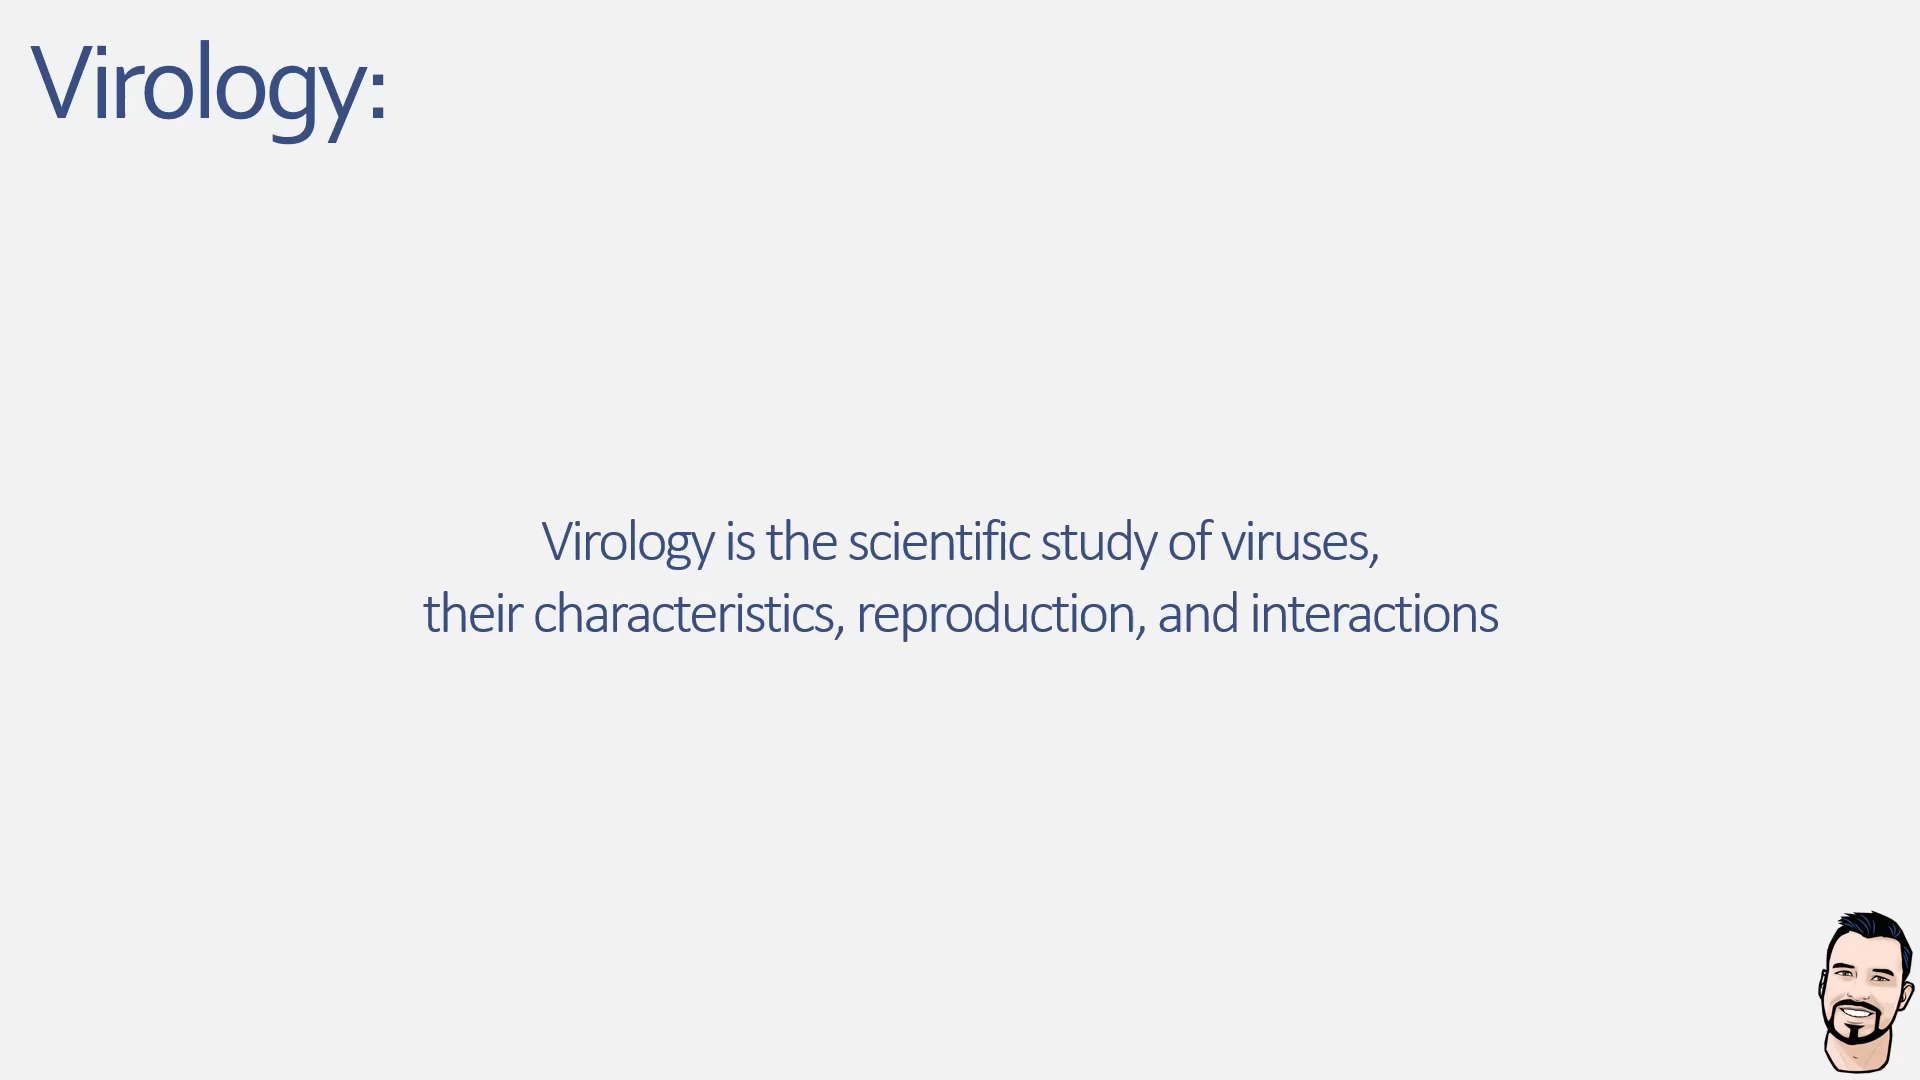 Virology:
Virology is the scientific study of viruses,
their characteristics, reproduction, and interactions